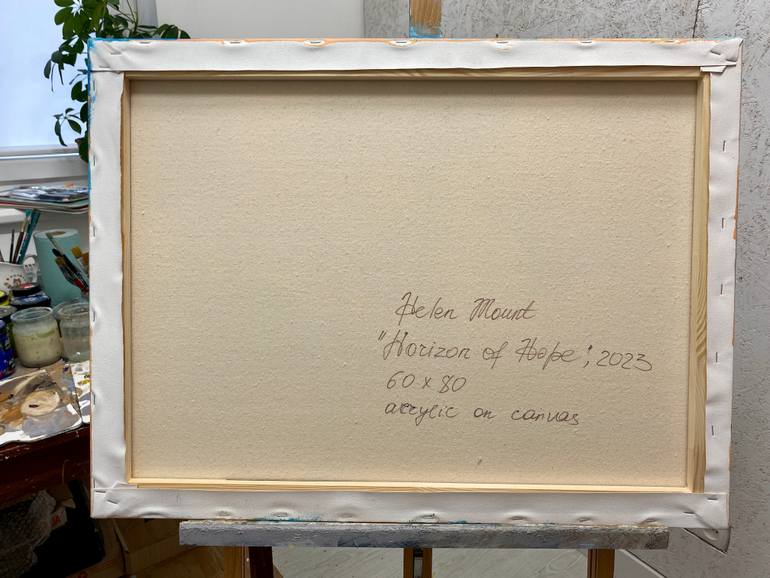 Helen Mount
"Horizon of Hope", 2023
60 x 80
acrylic on canvas